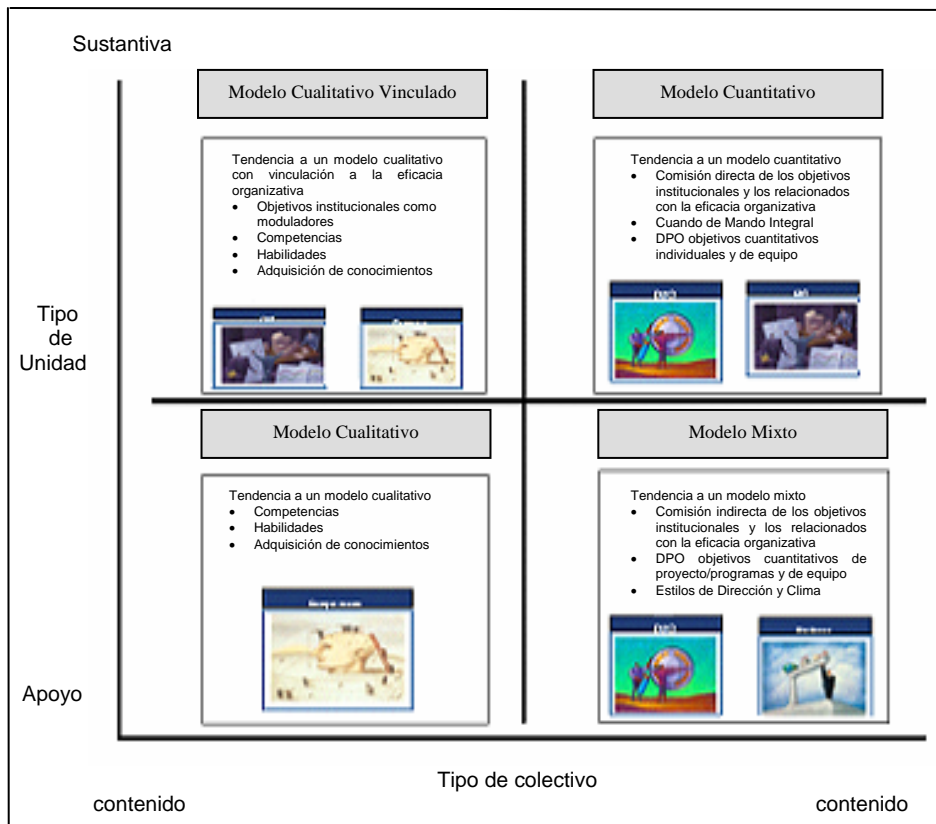 Sustantiva
Modelo Cualitativo Vinculado
Tendencia a un modelo cualitativo
con vinculación a la eficacia
organizativa
• Objetivos institucionales como
moduladores
• Competencias
• Habilidades
• Adquisición de conocimientos
Modelo Cuantitativo
Tendencia a un modelo cuantitativo
• Comisión directa de los objetivos
institucionales y los relacionados
con la eficacia organizativa
• Cuando de Mando Integral
• DPO objetivos cuantitativos
individuales y de equipo
Tipo
de
Unidad
Modelo Cualitativo
Tendencia a un modelo cualitativo
• Competencias
• Habilidades
• Adquisición de conocimientos
Modelo Mixto
Tendencia a un modelo mixto
• Comisión indirecta de los objetivos
institucionales y los relacionados
con la eficacia organizativa
• DPO objetivos cuantitativos de
proyecto/programas y de equipo
• Estilos de Dirección y Clima
Apoyo
Tipo de colectivo
contenido
contenido